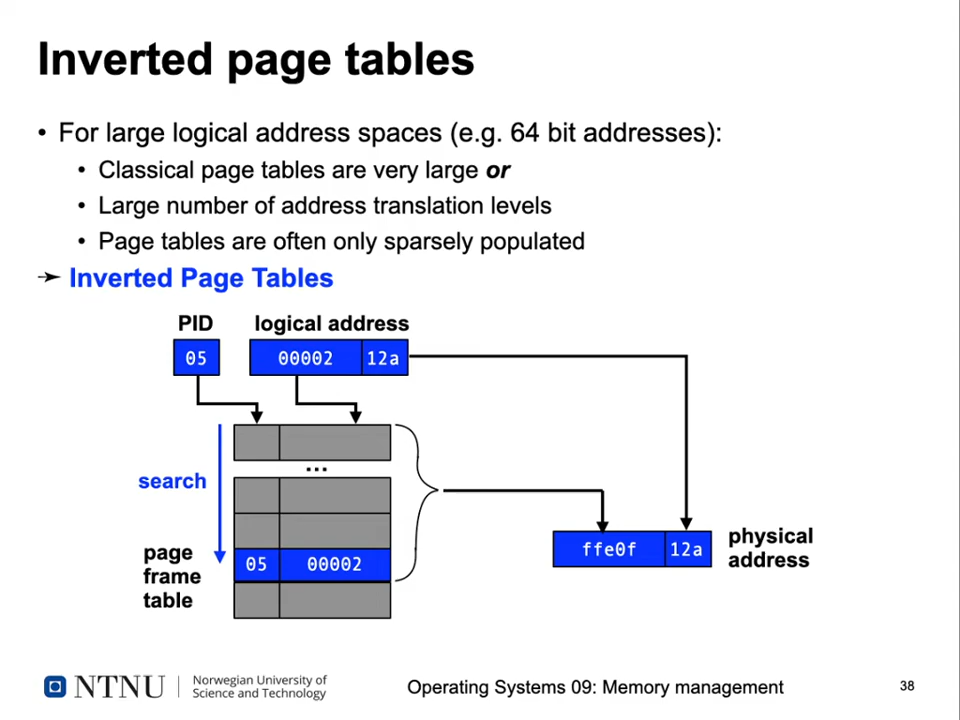 Inverted page tables
• For large logical address spaces (e.g. 64 bit addresses):
• Classical page tables are very large or
• Large number of address translation levels
• Page tables are often only sparsely populated
➛ Inverted Page Tables
PID
logical address
05
00002
12a
...
search
05
00002
page
frame
table
ffe0f
12a
physical
address
NTNU
Norwegian University of
Science and Technology
Operating Systems 09: Memory management
38